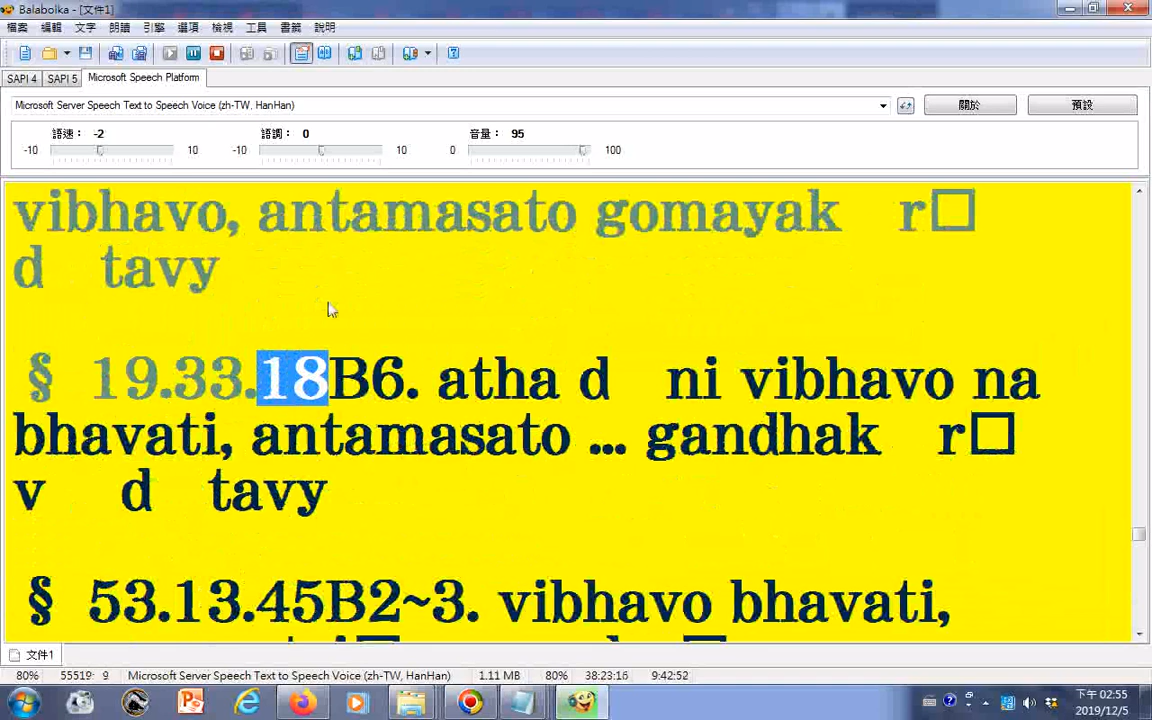 Balabolka - [文件1]
檔案 編輯 文字 朗讀 引擎 選項 檢視 工具 書籤 說明
SAPI 4 SAPI 5 Microsoft Speech Platform
Microsoft Server Speech Text to Speech Voice (zh-TW, HanHan) 關於 預設
語速： -2 語調： 0 音量： 95
-10 10 -10 10 0 100
vibhavo, antamasato gomayak r□
d tavy
§ 19.33.18B6. atha d ni vibhavo na
bhavati, antamasato ... gandhak r□
v d tavy
§ 53.13.45B2~3. vibhavo bhavati,
文件1
80% 55519: 9 Microsoft Server Speech Text to Speech Voice (zh-TW, HanHan) 1.11 MB 80% 38:23:16 9:42:52
下午 02:55
2019/12/5